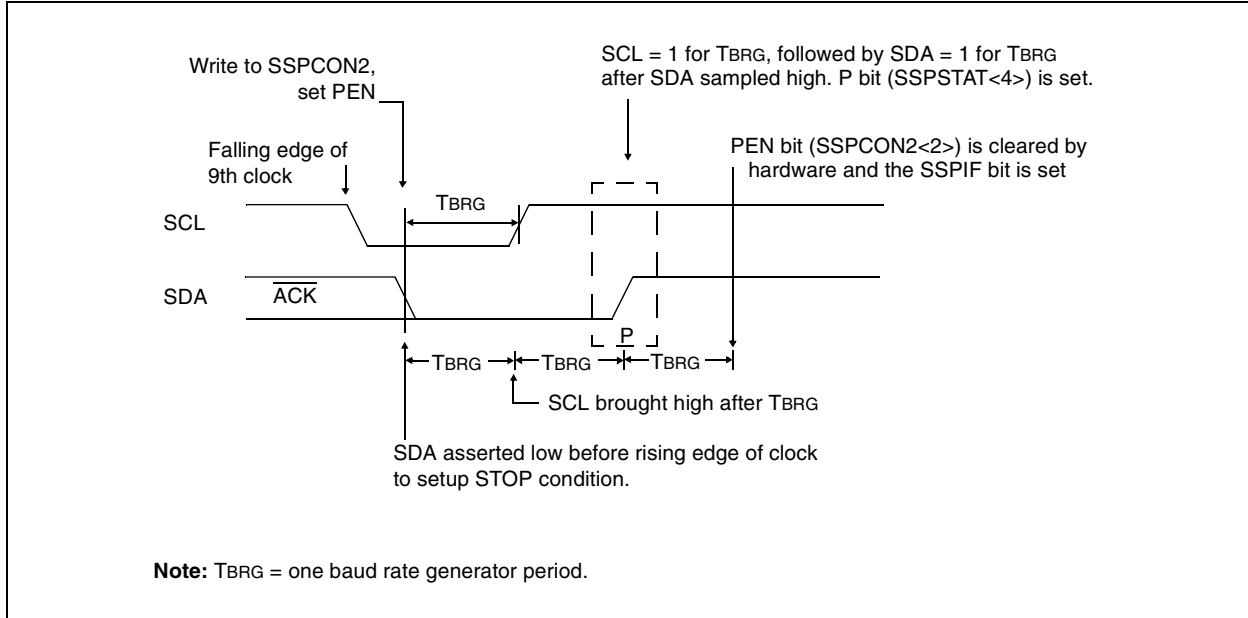 SCL = 1 for TBRG, followed by SDA = 1 for TBRG
after SDA sampled high. P bit (SSPSTAT<4>) is set.
Write to SSPCON2,
set PEN
PEN bit (SSPCON2<2>) is cleared by
hardware and the SSPIF bit is set
Falling edge of
9th clock
TBRG
SCL
SDA
ACK
P
TBRG
TBRG
TBRG
SCL brought high after TBRG
SDA asserted low before rising edge of clock
to setup STOP condition.
Note: TBRG = one baud rate generator period.